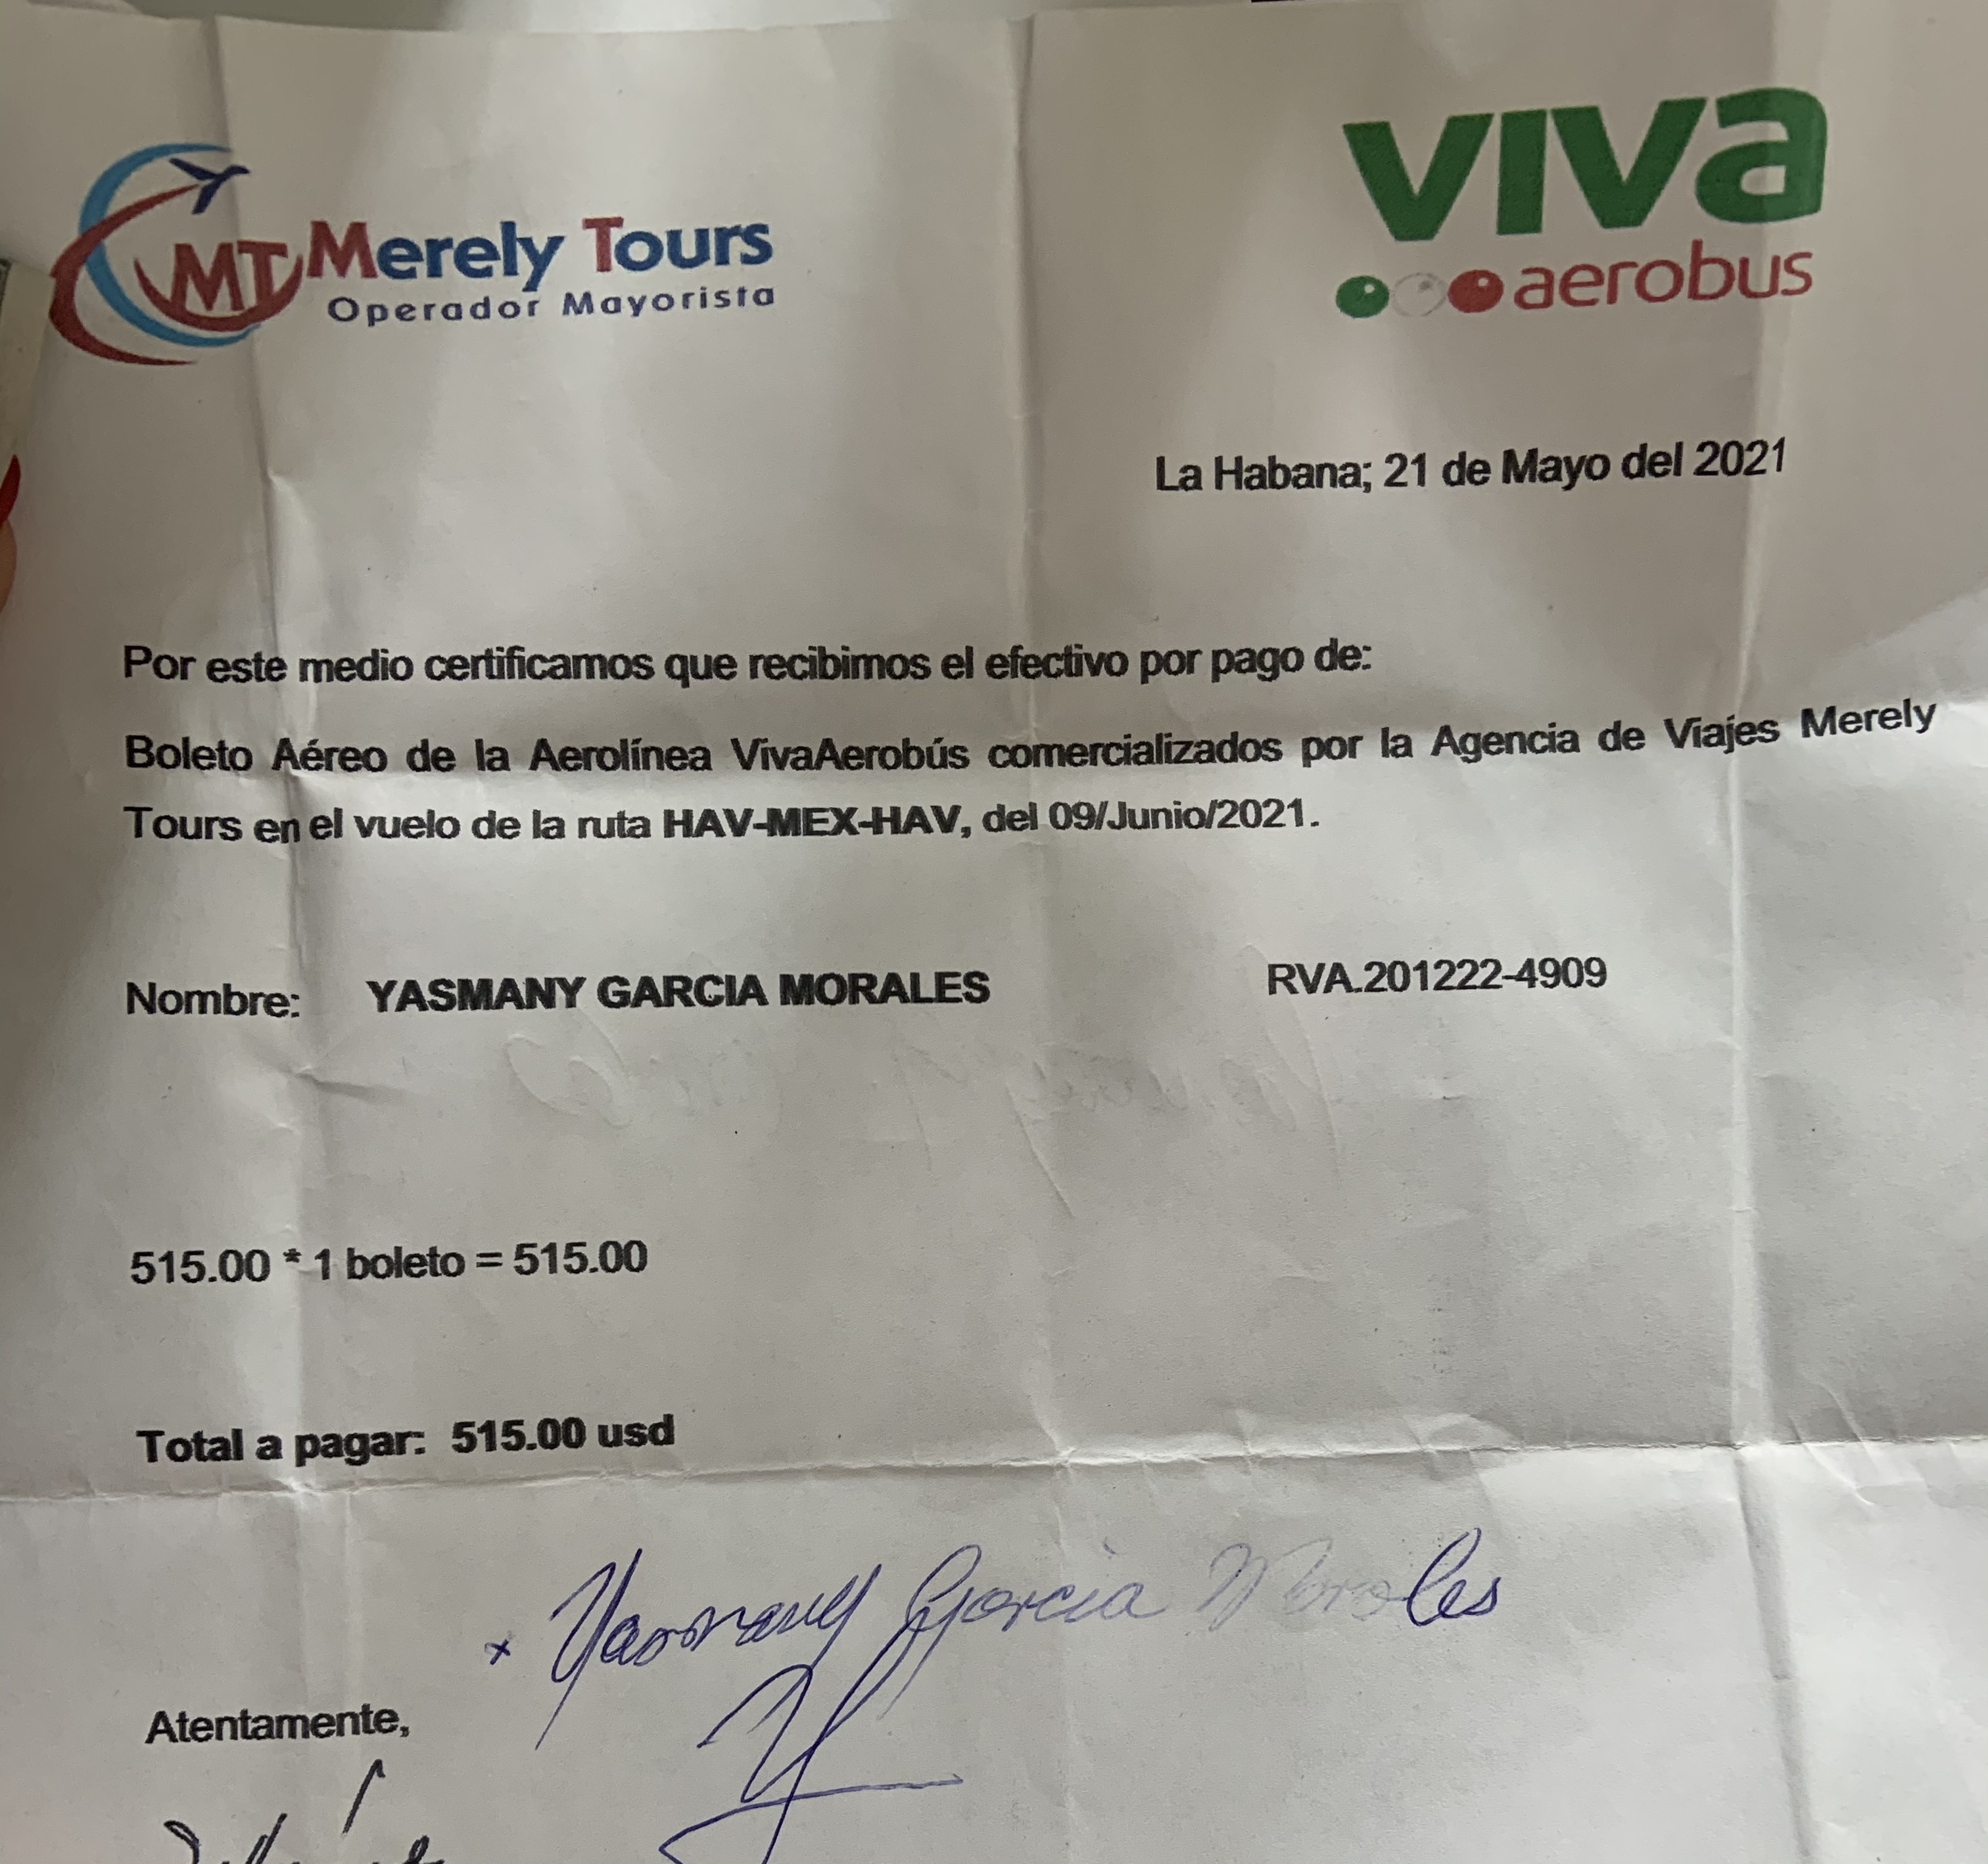 MT Merely Tours
Operador Mayorista
viva
aerobus
La Habana; 21 de Mayo del 2021
Por este medio certificamos que recibimos el efectivo por pago de:
Boleto Aéreo de la Aerolínea VivaAerobús comercializados por la Agencia de Viajes Merely
Tours en el vuelo de la ruta HAV-MEX-HAV, del 09/Junio/2021.
Nombre: YASMANY GARCIA MORALES RVA.201222-4909
515.00 * 1 boleto = 515.00
Total a pagar: 515.00 usd
x Yasmany Garcia Morales
Atentamente,